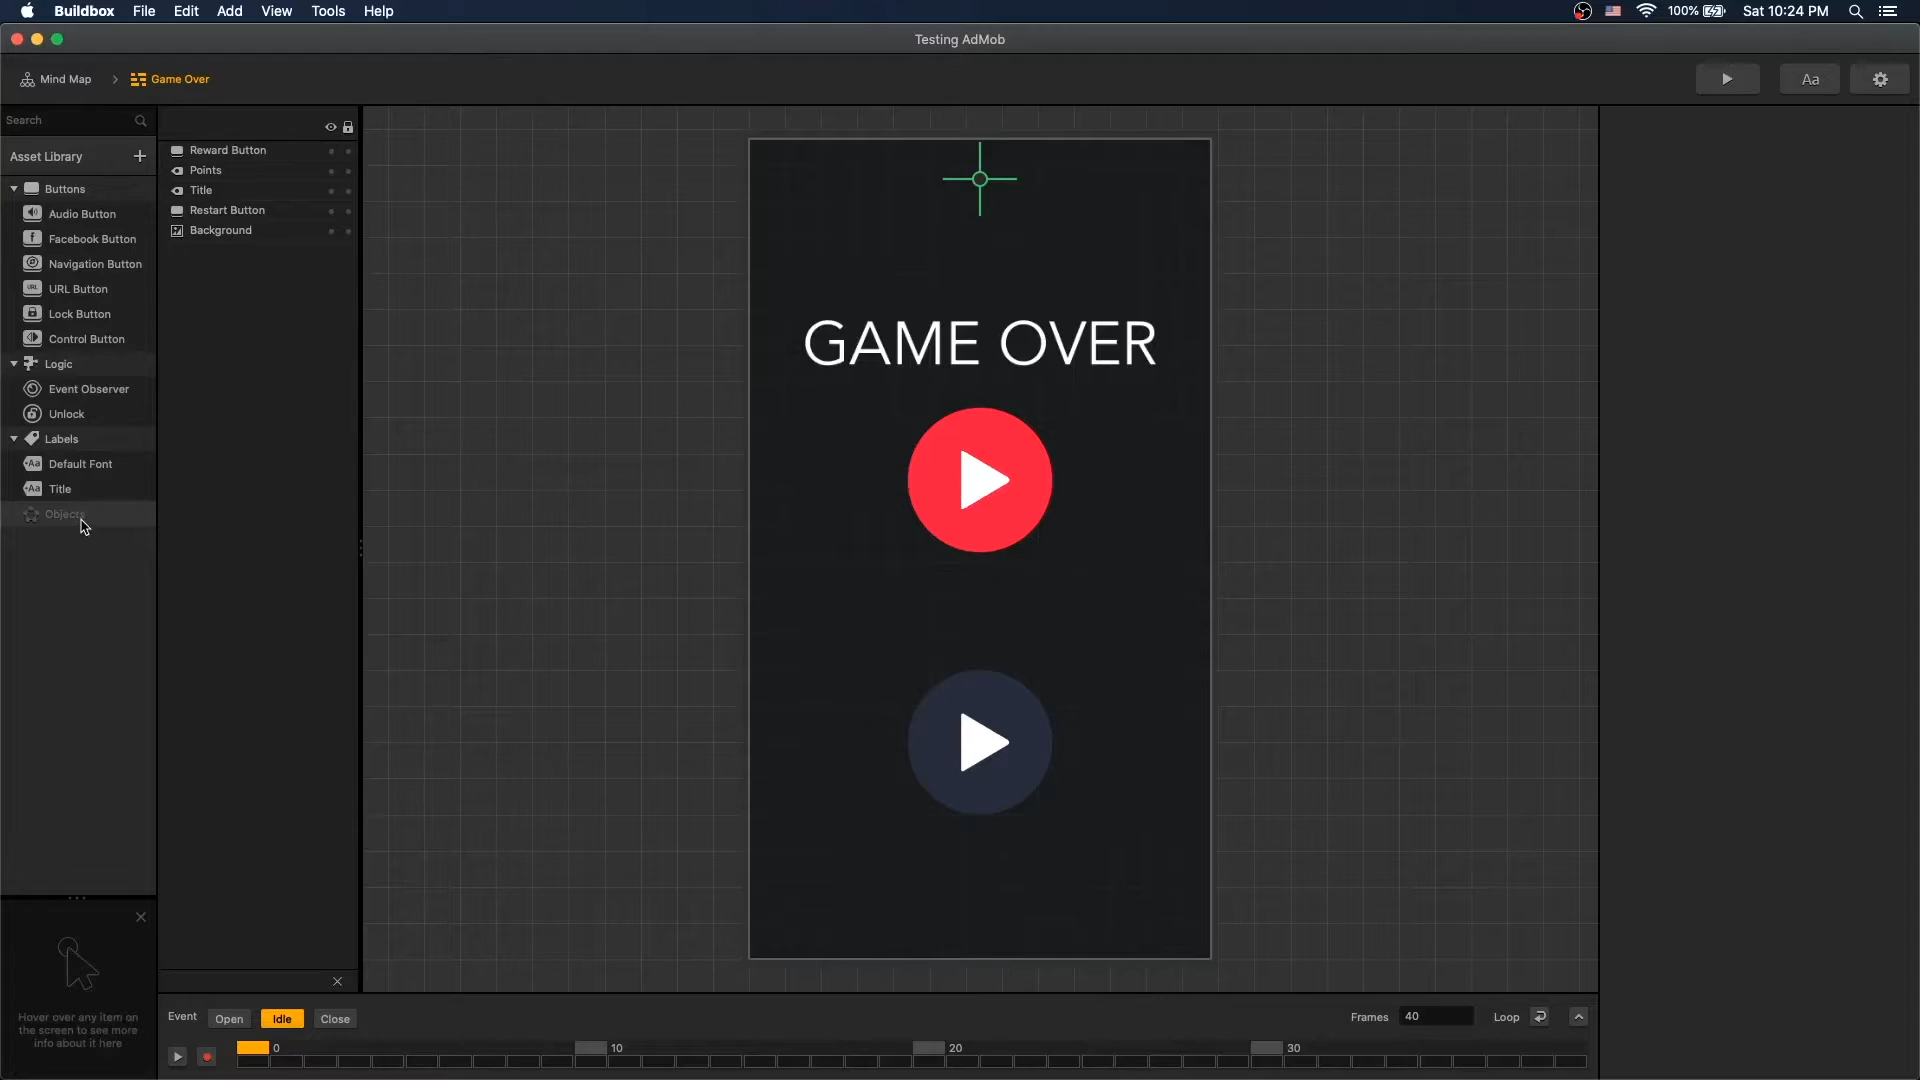 Buildbox File Edit Add View Tools Help
100% Sat 10:24 PM
Testing AdMob
Mind Map Game Over
Aa
Search
Asset Library
Buttons
Audio Button
Facebook Button
Navigation Button
URL URL Button
Lock Button
Control Button
Logic
Event Observer
Unlock
Labels
Aa Default Font
Aa Title
Objects
Reward Button
Points
Title
Restart Button
Background
GAME OVER
Hover over any item on
the screen to see more
info about it here
Event Open Idle Close
Frames 40 Loop
0 10 20 30